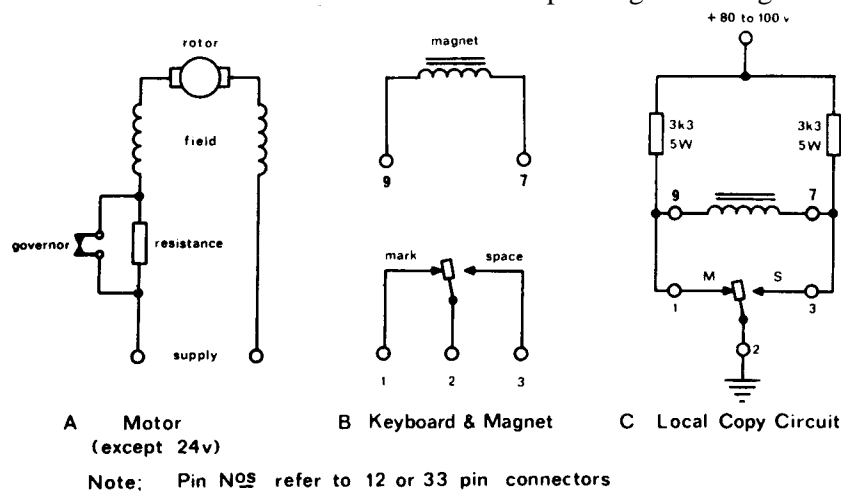 rotor
field
governor
resistance
supply
A Motor
(except 24v)
magnet
9 7
mark space
1 2 3
B Keyboard & Magnet
+ 80 to 100 v
3k3
5W
3k3
5W
9 7
M S
1 3
2
C Local Copy Circuit
Note; Pin Nos refer to 12 or 33 pin connectors